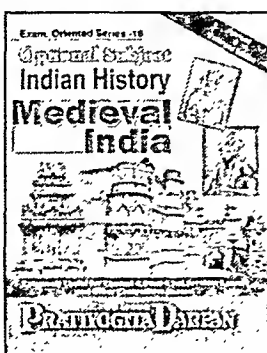 Exam. Oriented Series -18
Optional Subject
Indian History
Medieval
India
PRATIYOGITA DARPAN